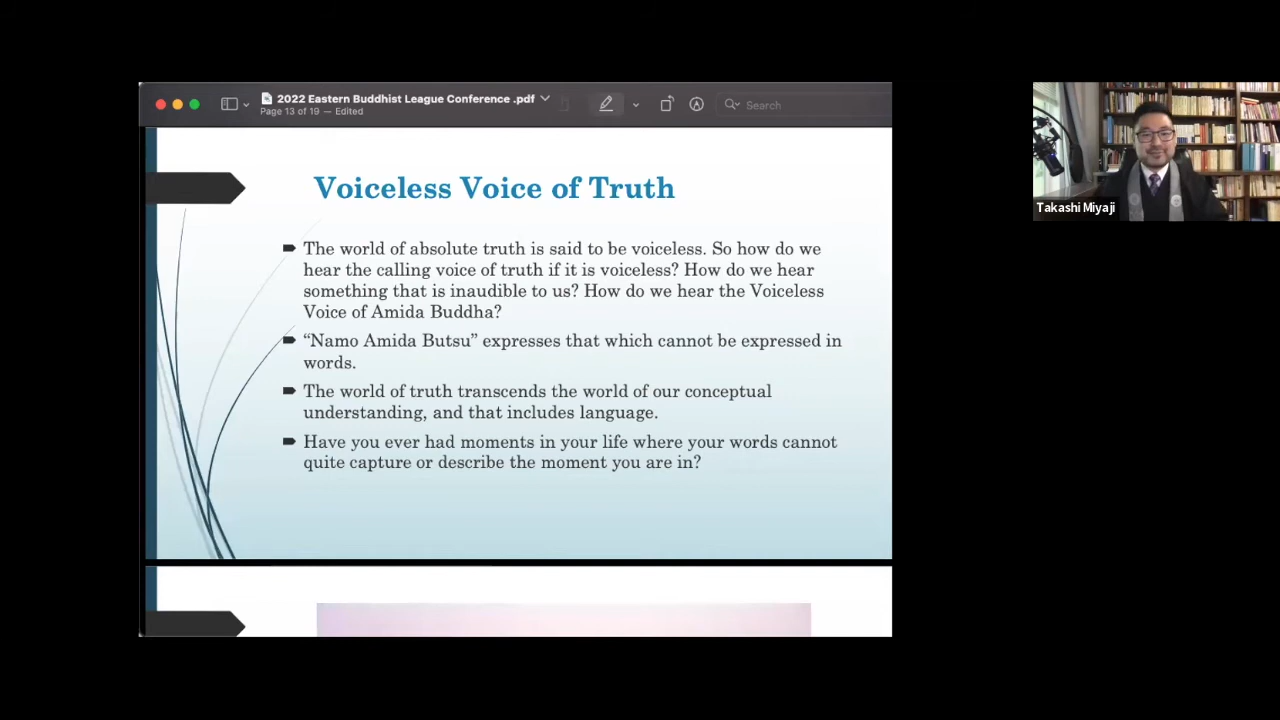 2022 Eastern Buddhist League Conference .pdf
Page 13 of 19 — Edited
Search
Voiceless Voice of Truth
The world of absolute truth is said to be voiceless. So how do we
hear the calling voice of truth if it is voiceless? How do we hear
something that is inaudible to us? How do we hear the Voiceless
Voice of Amida Buddha?
“Namo Amida Butsu” expresses that which cannot be expressed in
words.
The world of truth transcends the world of our conceptual
understanding, and that includes language.
Have you ever had moments in your life where your words cannot
quite capture or describe the moment you are in?
Takashi Miyaji